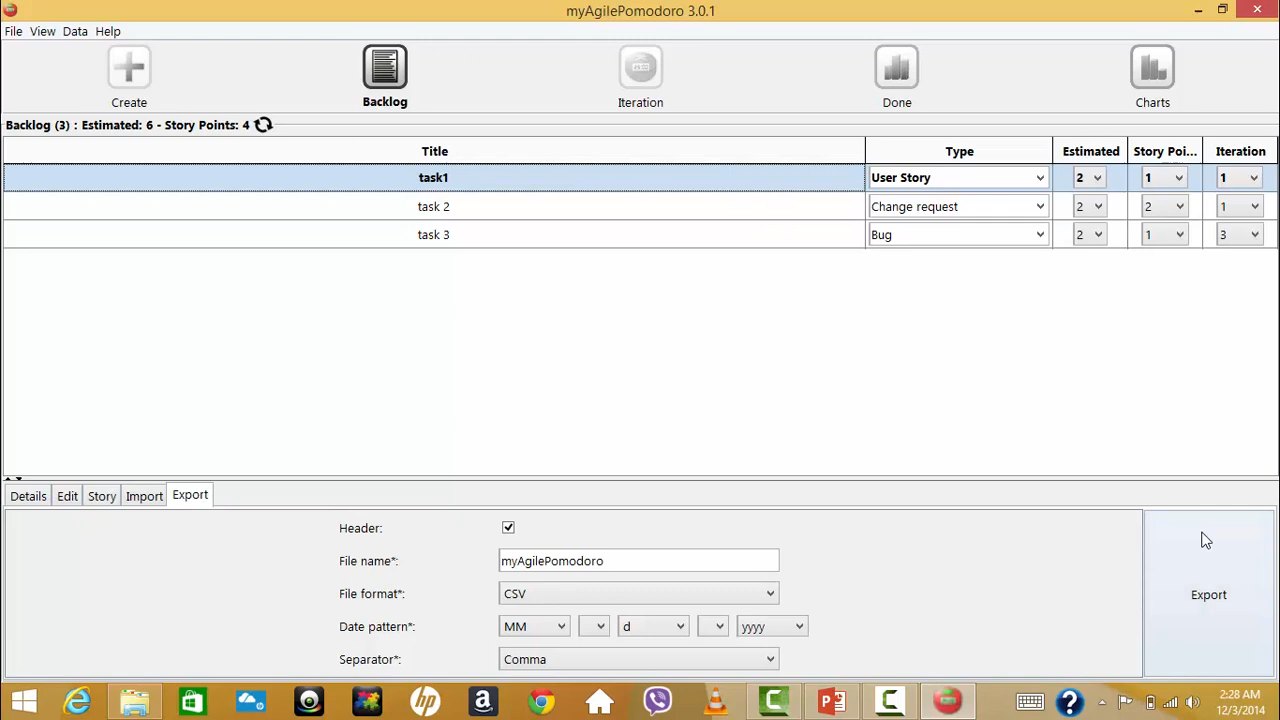 myAgilePomodoro 3.0.1
File View Data Help
Create Backlog Iteration Done Charts
Backlog (3) : Estimated: 6 - Story Points: 4
Title Type Estimated Story Poi... Iteration
task1 User Story 2 1 1
task 2 Change request 2 2 1
task 3 Bug 2 1 3
Details Edit Story Import Export
Header:
File name*: myAgilePomodoro
Export
File format*: CSV
Date pattern*: MM d yyyy
Separator*: Comma
2:28 AM
12/3/2014